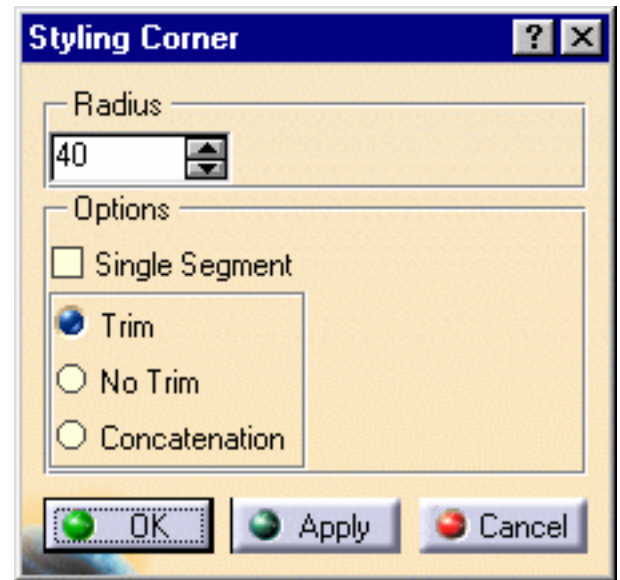 Styling Corner
Radius
40
Options
Single Segment
Trim
No Trim
Concatenation
OK Apply Cancel